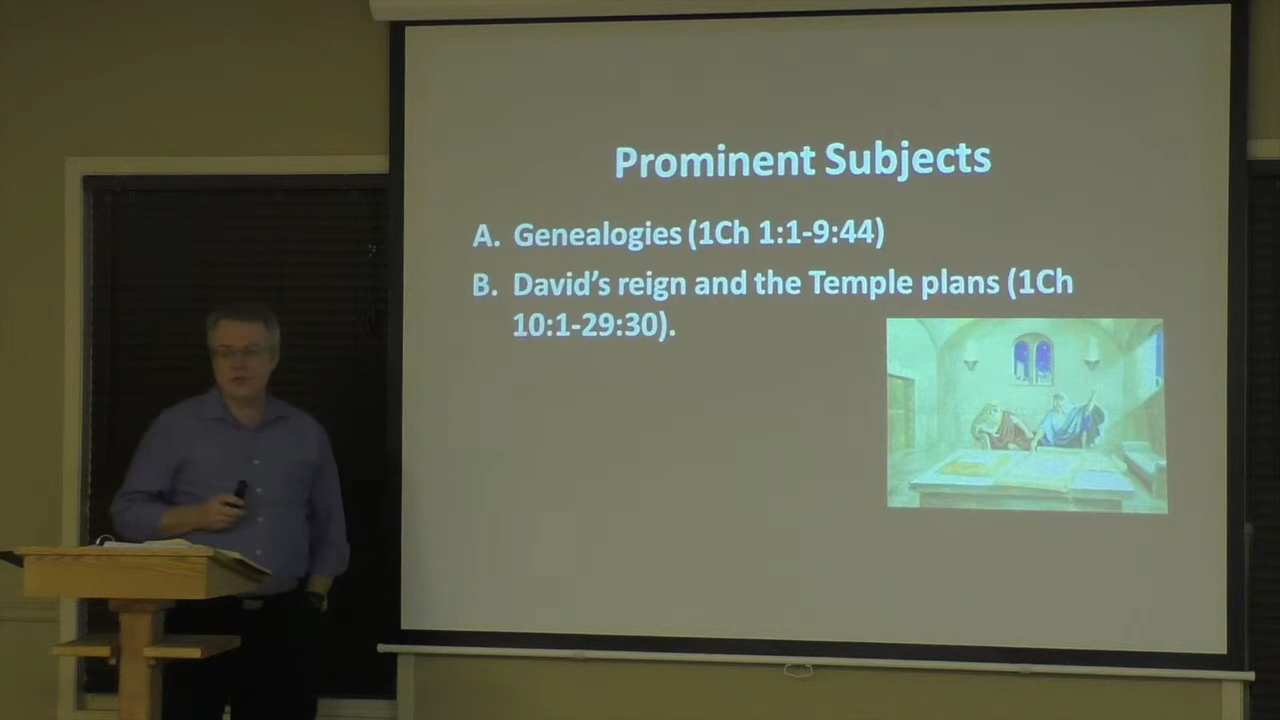 Prominent Subjects
A. Genealogies (1Ch 1:1-9:44)
B. David's reign and the Temple plans (1Ch
10:1-29:30).